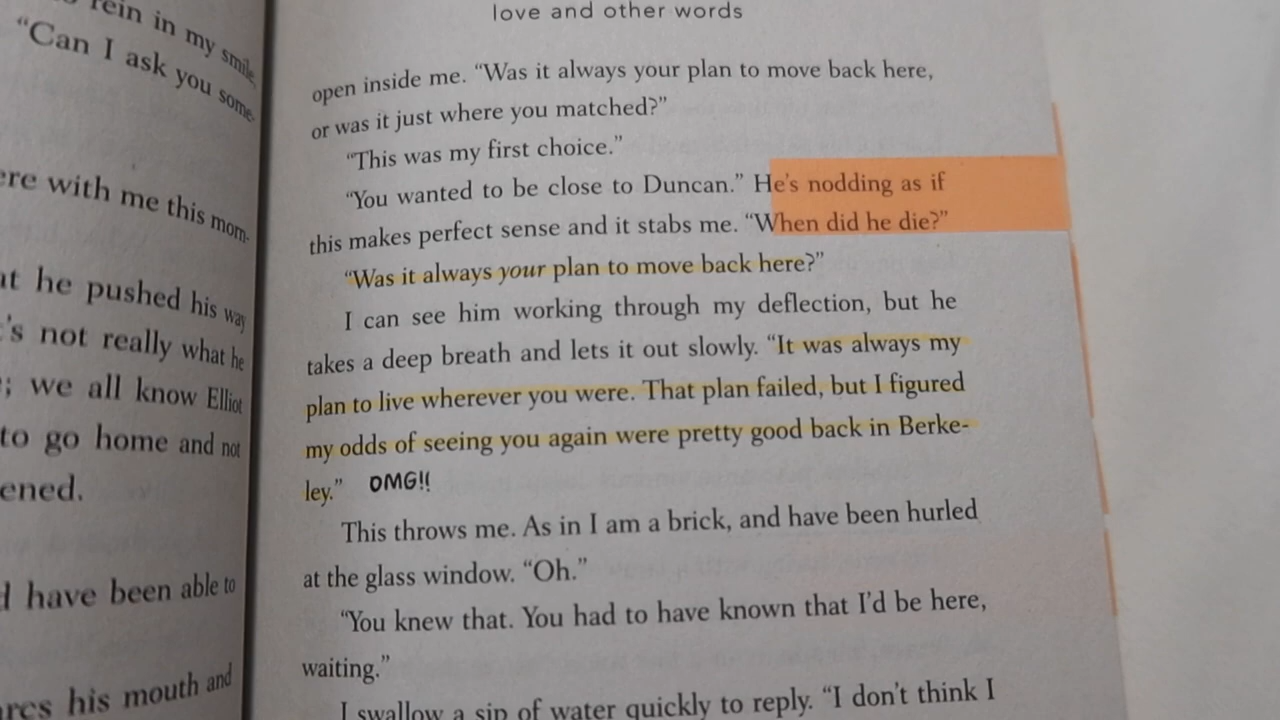 rein in my smile,
“Can I ask you some-
ere with me this mom-
at he pushed his way
’s not really what he
; we all know Elliot
to go home and not
ened.
d have been able to
his mouth and
love and other words
open inside me. “Was it always your plan to move back here,
or was it just where you matched?”
“This was my first choice.”
“You wanted to be close to Duncan.” He’s nodding as if
this makes perfect sense and it stabs me. “When did he die?”
“Was it always your plan to move back here?”
I can see him working through my deflection, but he
takes a deep breath and lets it out slowly. “It was always my
plan to live wherever you were. That plan failed, but I figured
my odds of seeing you again were pretty good back in Berke-
ley.” OMG!!
This throws me. As in I am a brick, and have been hurled
at the glass window. “Oh.”
“You knew that. You had to have known that I’d be here,
waiting.”
I swallow a sip of water quickly to reply. “I don’t think I